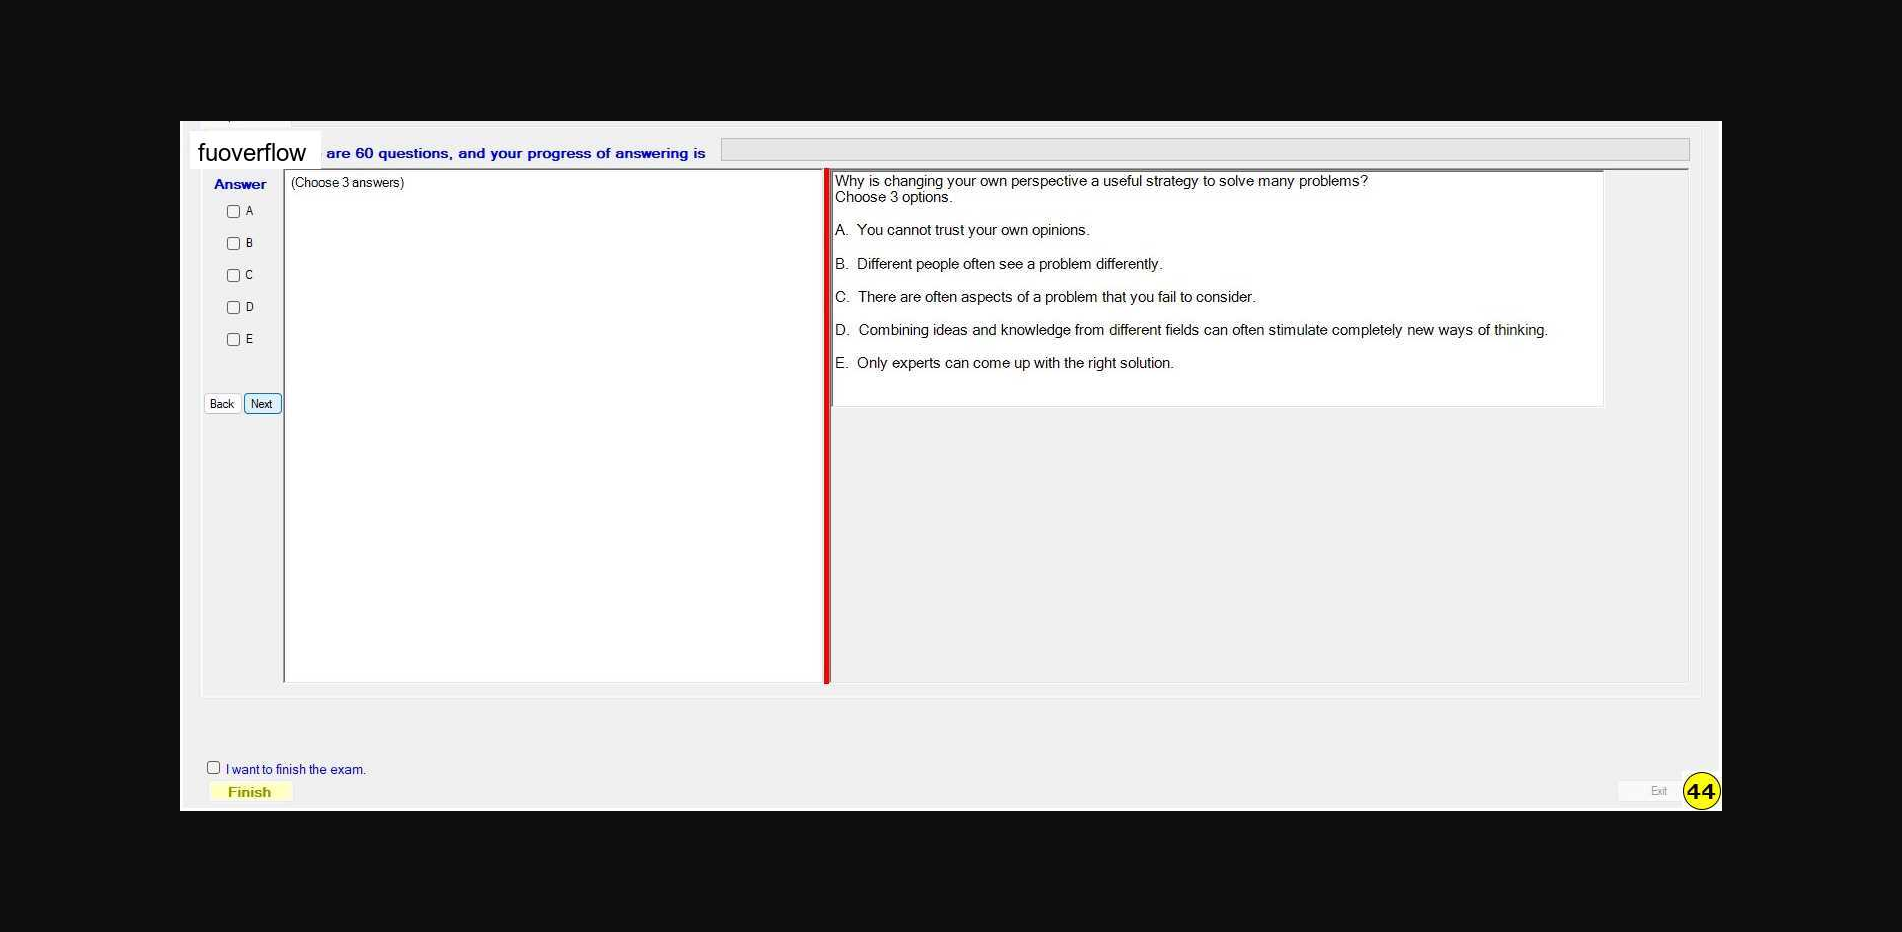 fuoverflow are 60 questions, and your progress of answering is
Answer
A
B
C
D
E
Back Next
(Choose 3 answers)
Why is changing your own perspective a useful strategy to solve many problems?
Choose 3 options.
A. You cannot trust your own opinions.
B. Different people often see a problem differently.
C. There are often aspects of a problem that you fail to consider.
D. Combining ideas and knowledge from different fields can often stimulate completely new ways of thinking.
E. Only experts can come up with the right solution.
I want to finish the exam.
Finish
Exit
44